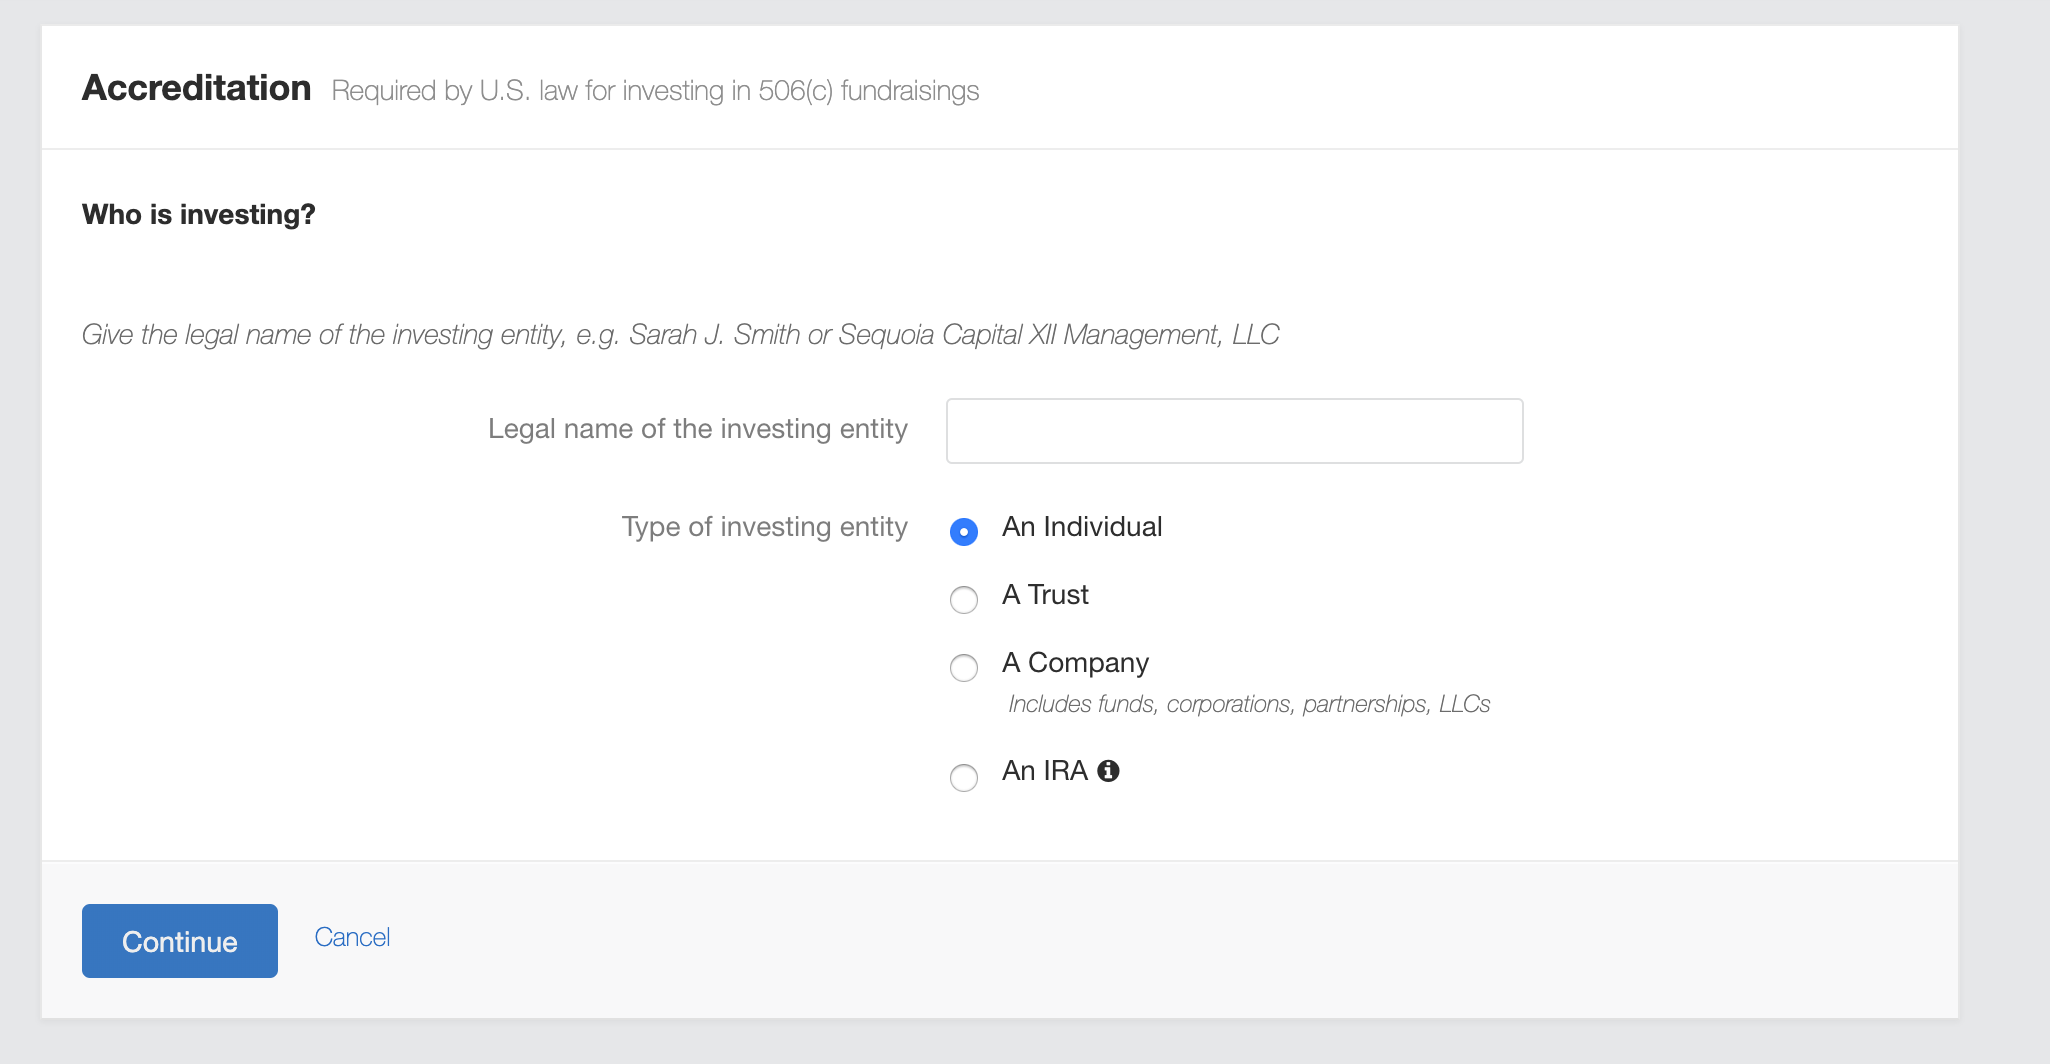 Accreditation Required by U.S. law for investing in 506(c) fundraisings
Who is investing?
Give the legal name of the investing entity, e.g. Sarah J. Smith or Sequoia Capital XII Management, LLC
Legal name of the investing entity
Type of investing entity
An Individual
A Trust
A Company
Includes funds, corporations, partnerships, LLCs
An IRA
Continue
Cancel